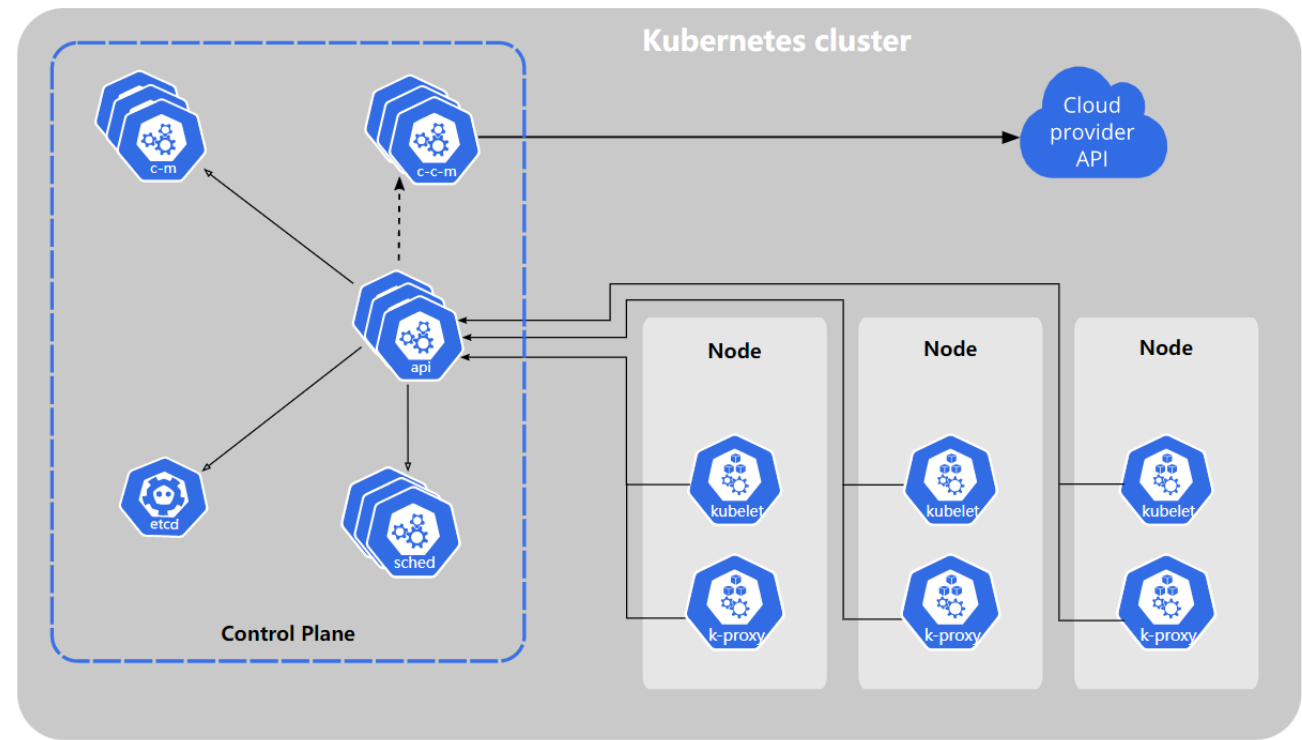 Kubernetes cluster
c-m
c-c-m
Cloud
provider
API
api
etcd
sched
Control Plane
Node
kubelet
k-proxy
Node
kubelet
k-proxy
Node
kubelet
k-proxy